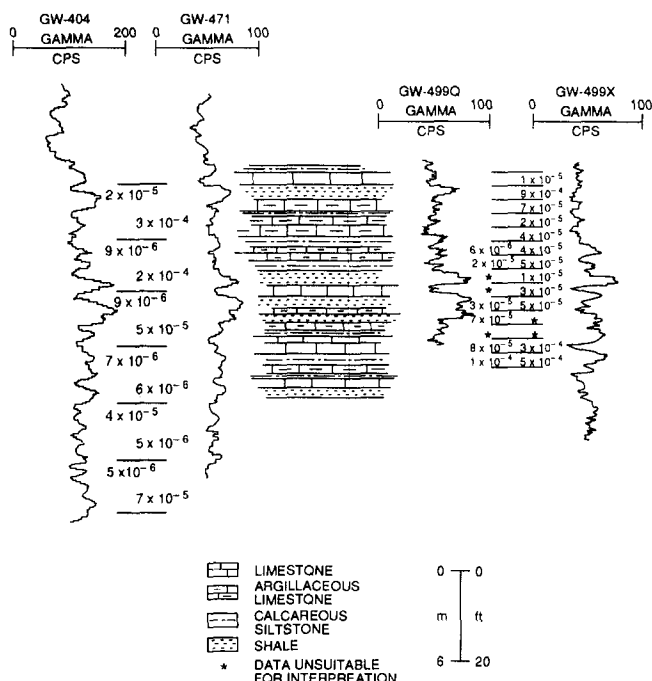 GW-404
0 GAMMA 200
CPS
GW-471
0 GAMMA 100
CPS
GW-499Q
0 GAMMA 100
CPS
GW-499X
0 GAMMA 100
CPS
2 x 10-5
3 x 10-4
9 x 10-6
2 x 10-4
9 x 10-6
5 x 10-5
7 x 10-6
6 x 10-6
4 x 10-5
5 x 10-6
5 x10-6
7 x 10-5
1 x 10-5
9 x 10-4
7 x 10-5
2 x 10-5
4 x 10-5
6 x 10-6 4 x 10-5
2 x 10-5 5 x 10-5
* 1 x 10-5
* 3 x 10-5
3 x 10-5 5 x 10-5
7 x 10-6 *
* *
8 x 10-5 3 x 10-4
1 x 10-4 5 x 10-4
LIMESTONE
ARGILLACEOUS
LIMESTONE
CALCAREOUS
SILTSTONE
SHALE
* DATA UNSUITABLE
FOR INTERPREATION
0 0
m ft
6 20